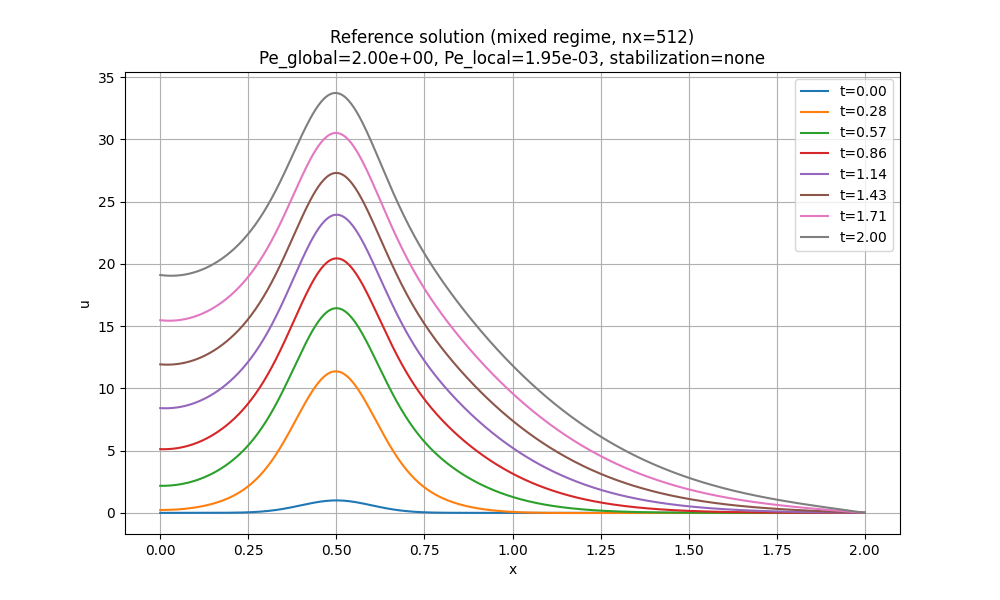 Reference solution (mixed regime, nx=512)
Pe_global=2.00e+00, Pe_local=1.95e-03, stabilization=none
35
30
25
20
15
10
5
0
u
t=0.00
t=0.28
t=0.57
t=0.86
t=1.14
t=1.43
t=1.71
t=2.00
0.00 0.25 0.50 0.75 1.00 1.25 1.50 1.75 2.00
x